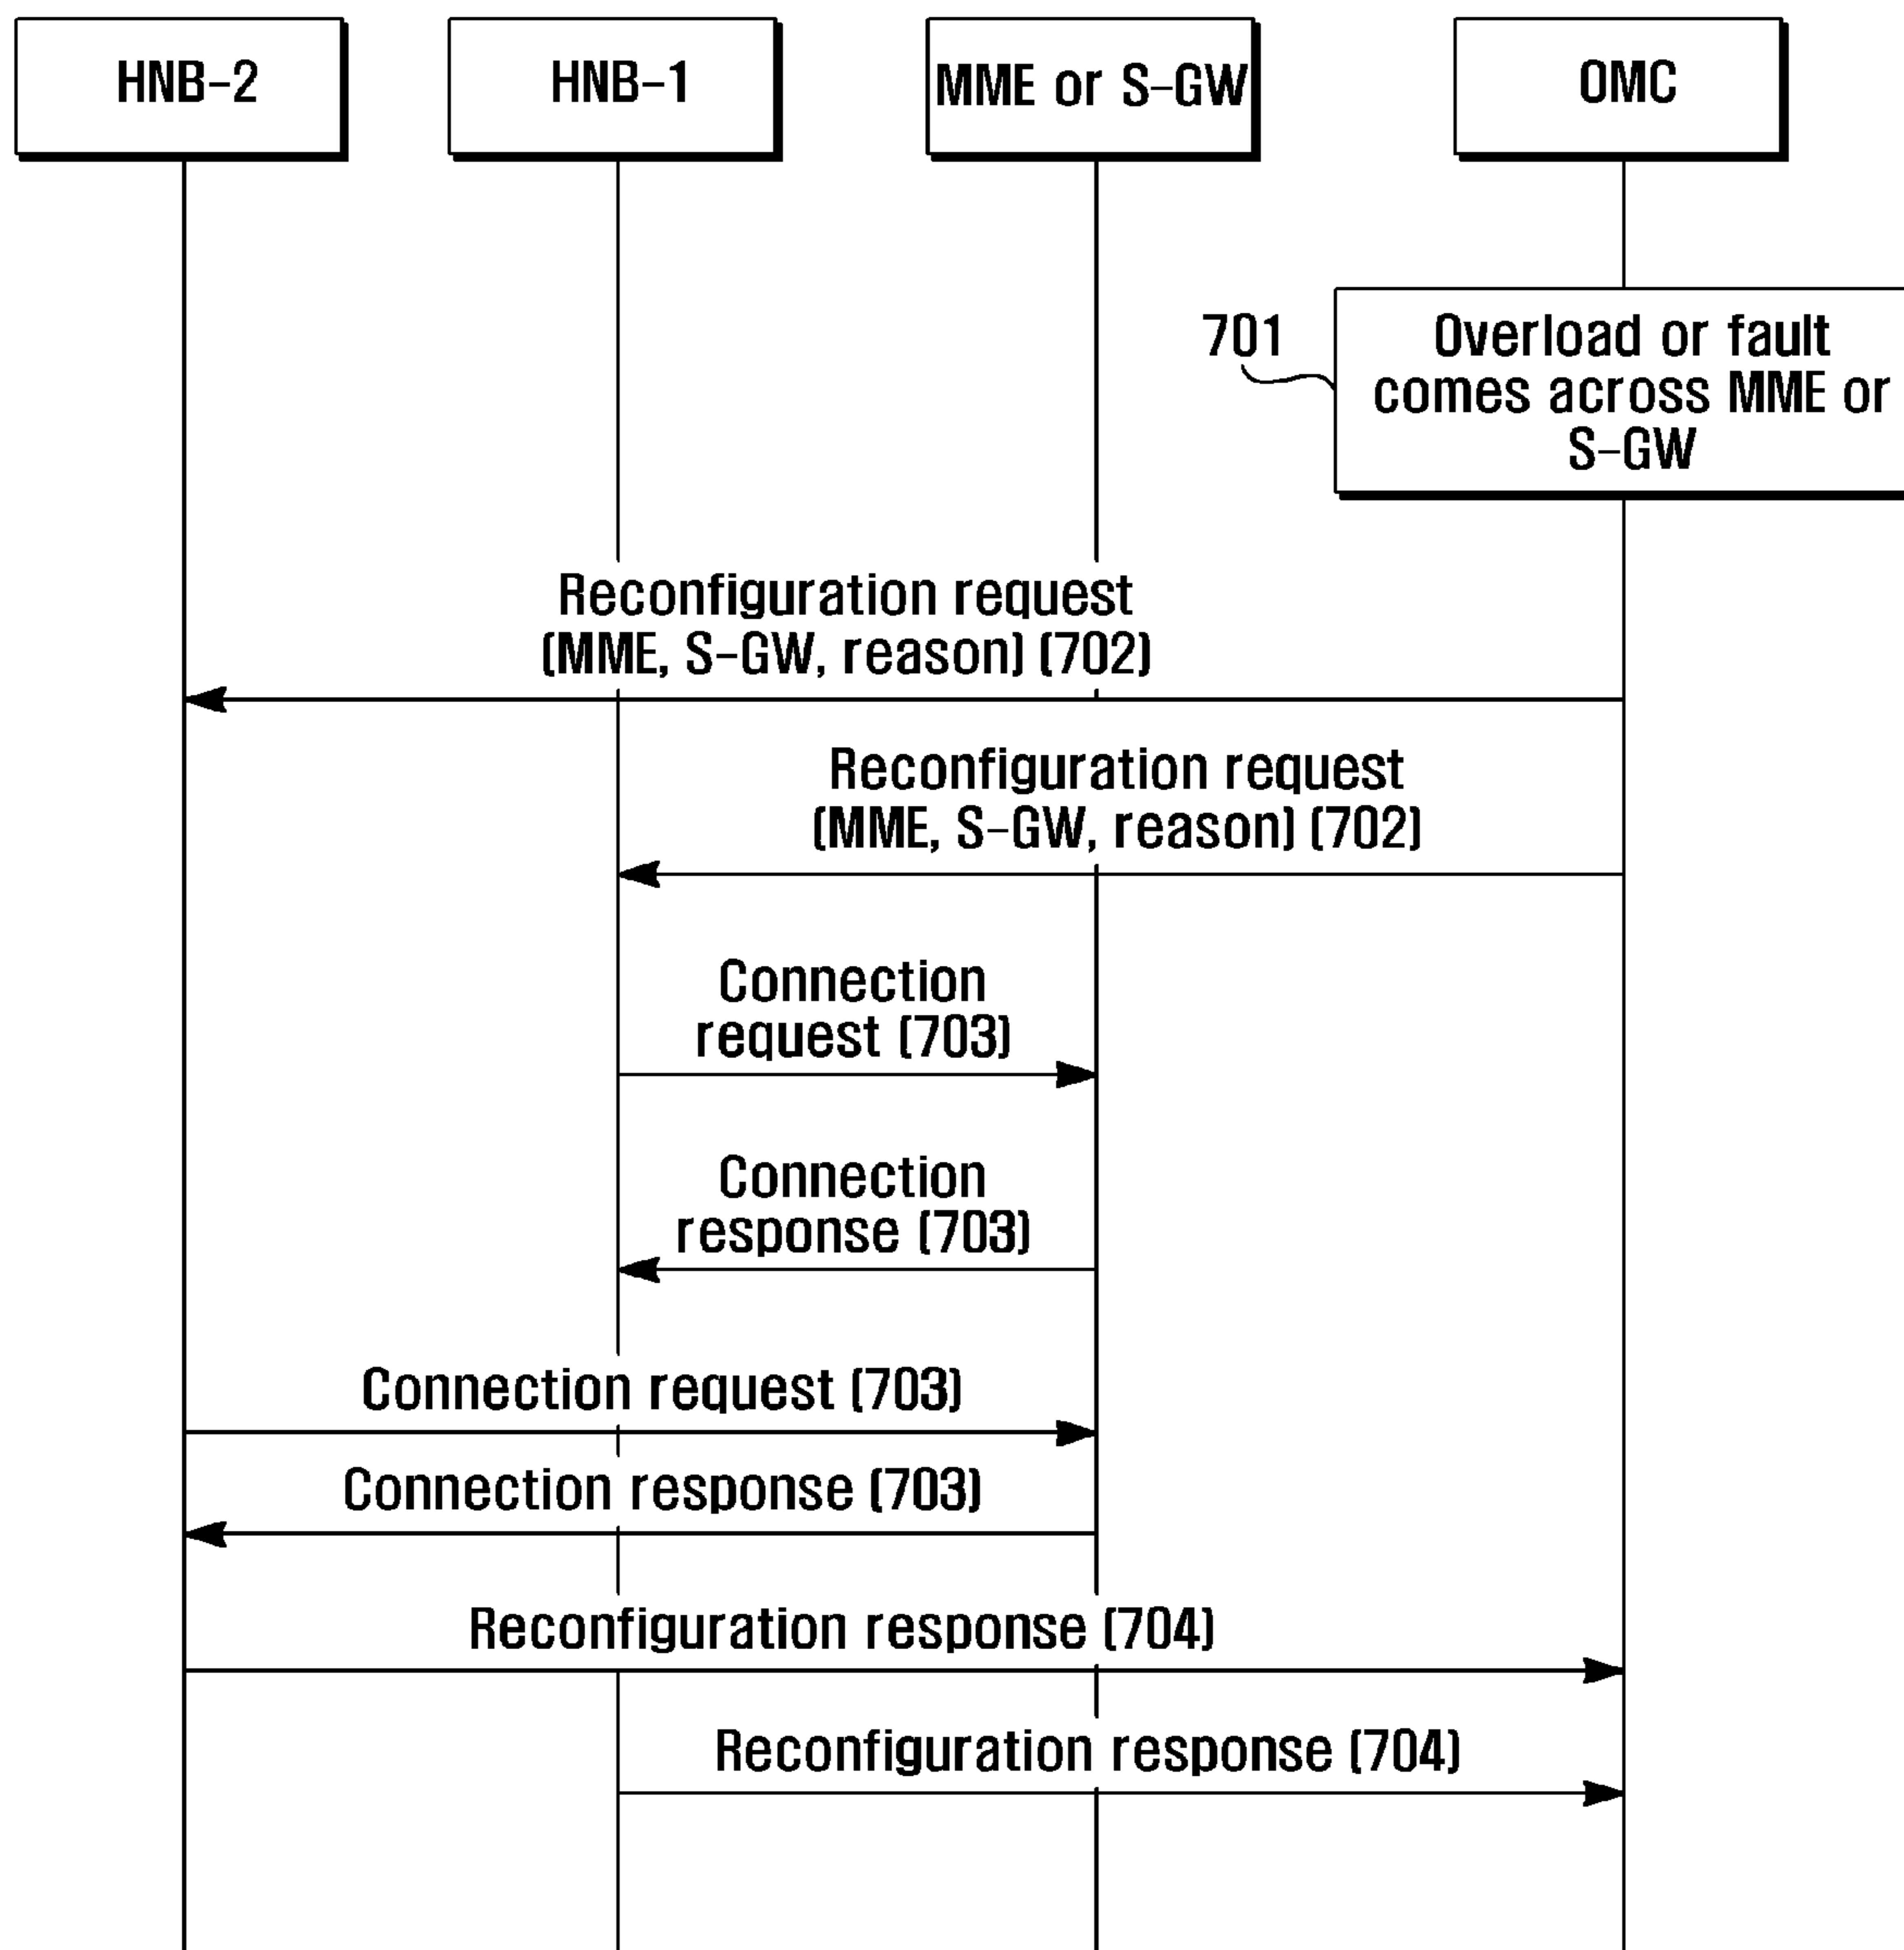 HNB-2
HNB-1
MME or S-GW
OMC
701
Overload or fault
comes across MME or
S-GW
Reconfiguration request
(MME, S-GW, reason) (702)
Reconfiguration request
(MME, S-GW, reason) (702)
Connection
request (703)
Connection
response (703)
Connection request (703)
Connection response (703)
Reconfiguration response (704)
Reconfiguration response (704)